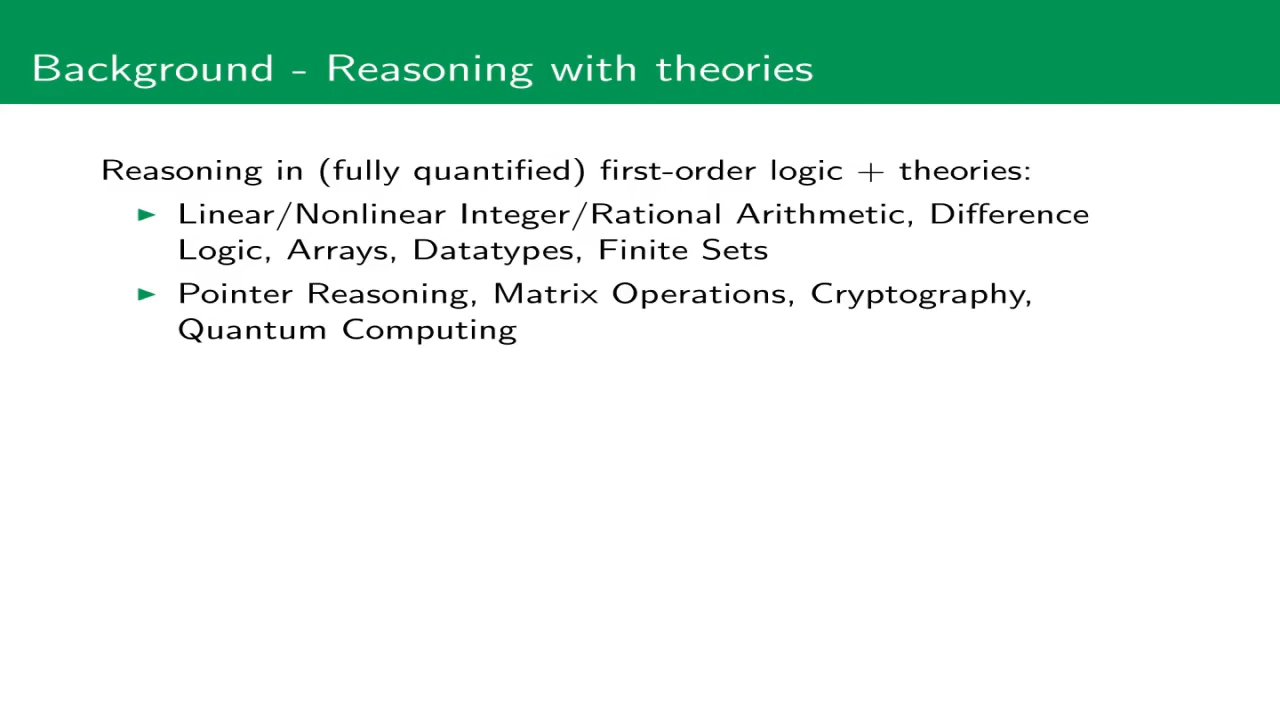 Background - Reasoning with theories
Reasoning in (fully quantified) first-order logic + theories:
Linear/Nonlinear Integer/Rational Arithmetic, Difference
Logic, Arrays, Datatypes, Finite Sets
Pointer Reasoning, Matrix Operations, Cryptography,
Quantum Computing